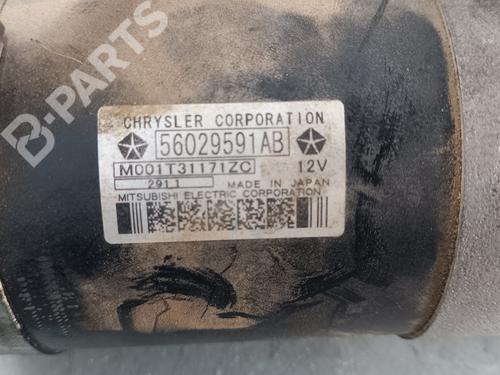 B-PARTS
CHRYSLER CORPORATION
56029591AB
M001T31171ZC 12V
2911 MADE IN JAPAN
MITSUBISHI ELECTRIC CORPORATION